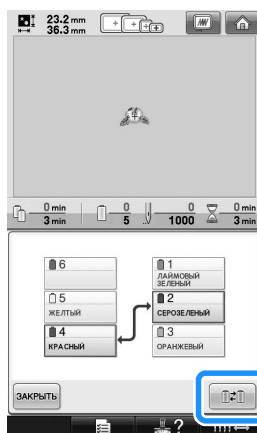 23.2 mm
36.3 mm
0 min
3 min
0
5
0
1000
0 min
3 min
6
1
ЛАЙМОВЫЙ
ЗЕЛЕНЫЙ
5
ЖЕЛТЫЙ
2
СЕРОЗЕЛЕНЫЙ
4
КРАСНЫЙ
3
ОРАНЖЕВЫЙ
ЗАКРЫТЬ
?